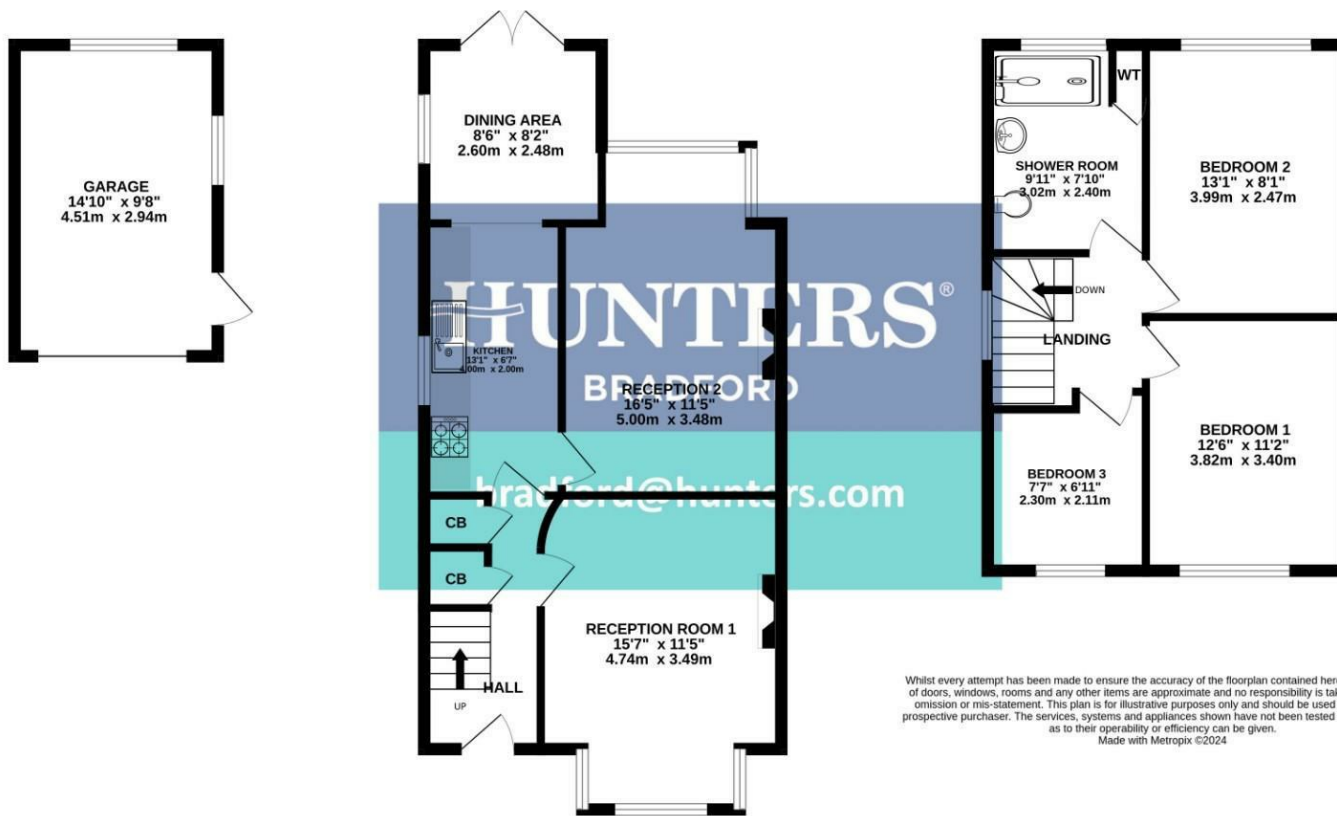 GARAGE
14'10" x 9'8"
4.51m x 2.94m
DINING AREA
8'6" x 8'2"
2.60m x 2.48m
KITCHEN
13'1" x 6'7"
4.00m x 2.00m
RECEPTION 2
16'5" x 11'5"
5.00m x 3.48m
CB
CB
RECEPTION ROOM 1
15'7" x 11'5"
4.74m x 3.49m
HALL
UP
HUNTERS®
BRADFORD
bradford@hunters.com
WT
SHOWER ROOM
9'11" x 7'10"
3.02m x 2.40m
BEDROOM 2
13'1" x 8'1"
3.99m x 2.47m
DOWN
LANDING
BEDROOM 1
12'6" x 11'2"
3.82m x 3.40m
BEDROOM 3
7'7" x 6'11"
2.30m x 2.11m
Whilst every attempt has been made to ensure the accuracy of the floorplan contained her
of doors, windows, rooms and any other items are approximate and no responsibility is tak
omission or mis-statement. This plan is for illustrative purposes only and should be used
prospective purchaser. The services, systems and appliances shown have not been tested
as to their operability or efficiency can be given.
Made with Metropix ©2024